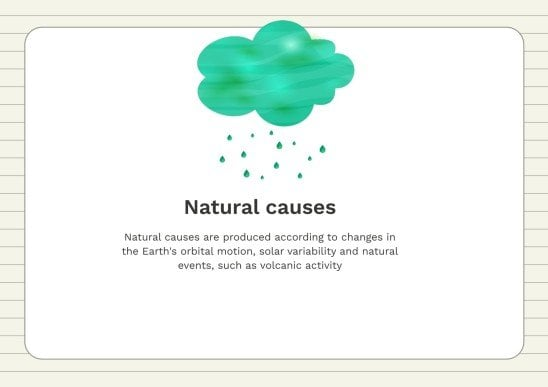 Natural causes
Natural causes are produced according to changes in
the Earth's orbital motion, solar variability and natural
events, such as volcanic activity